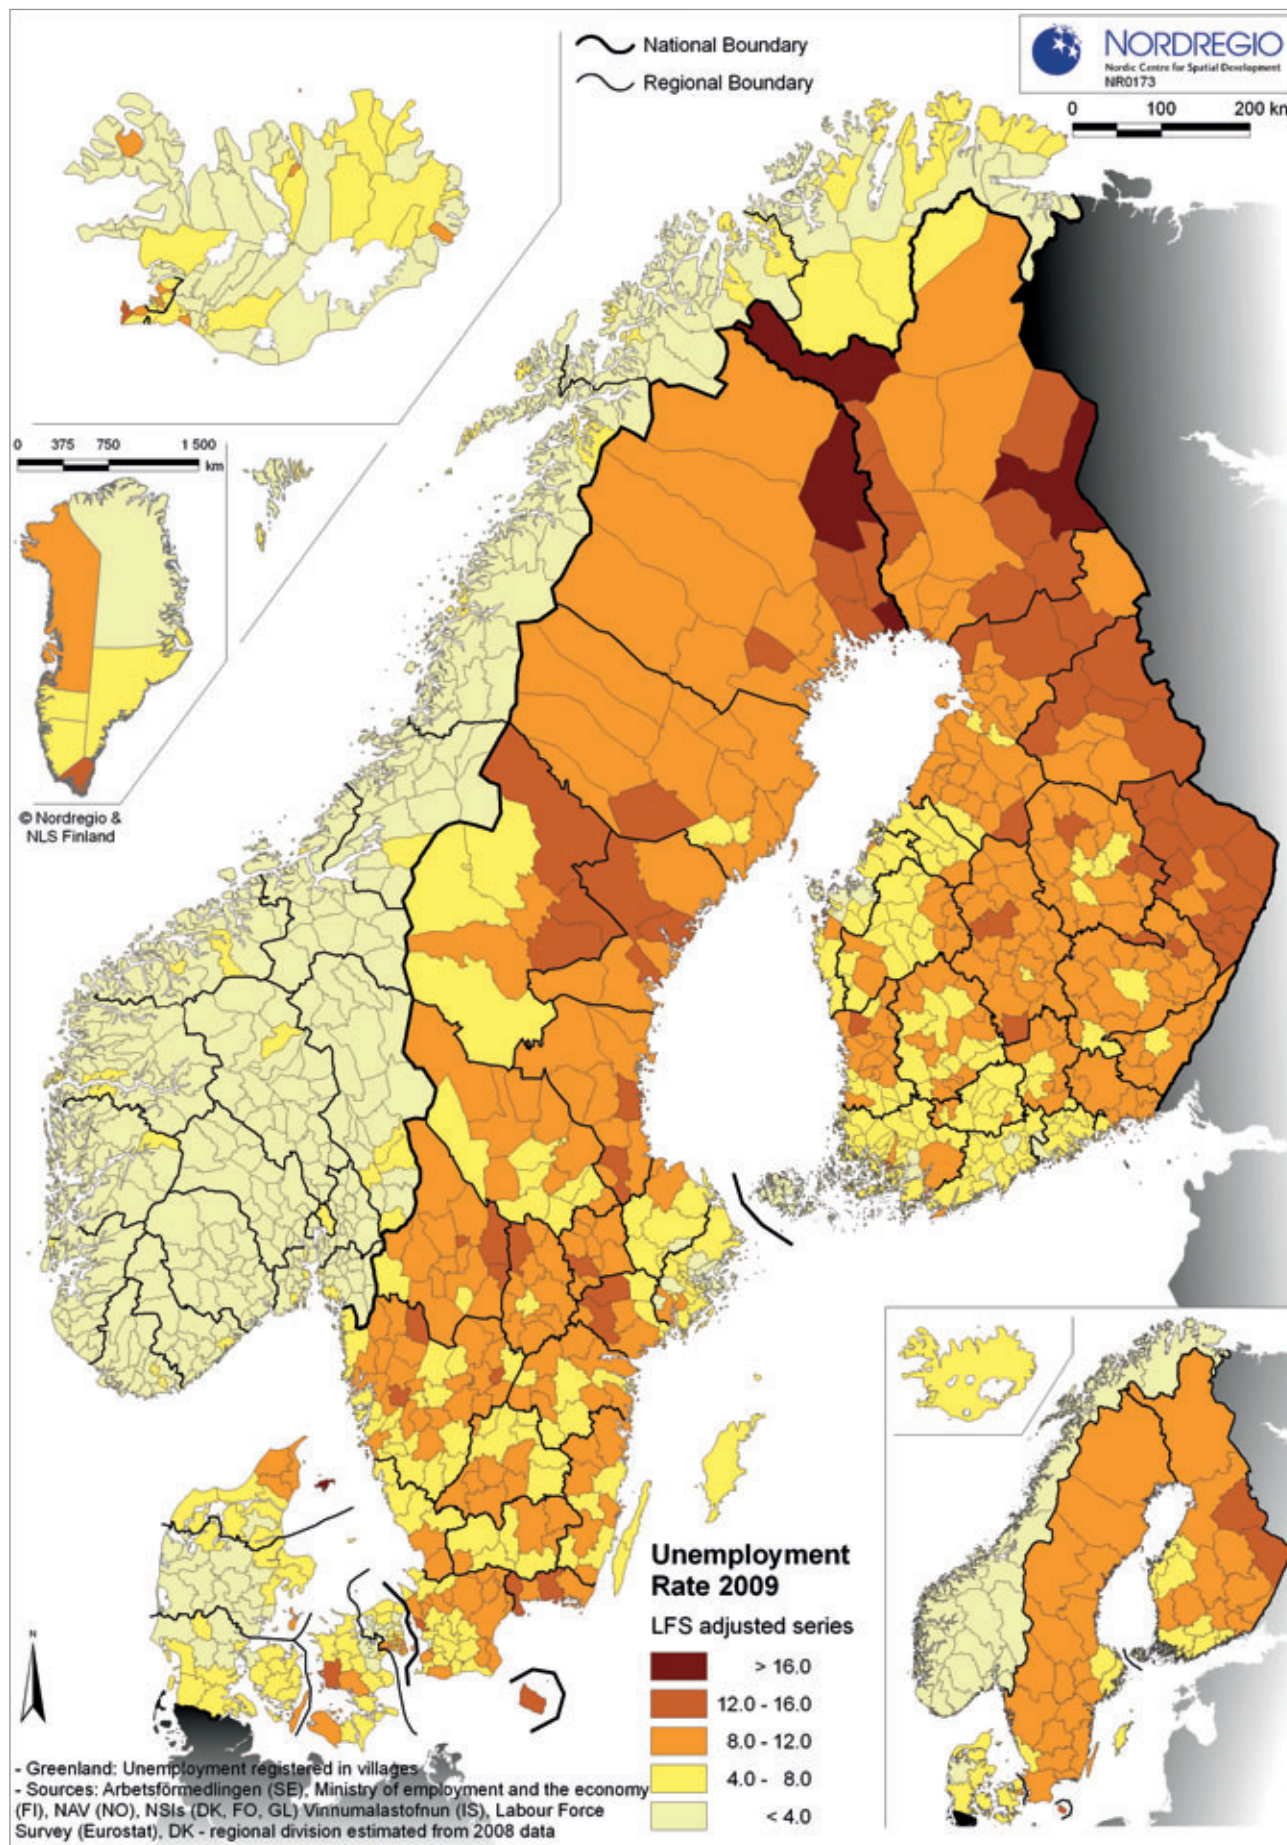 National Boundary
Regional Boundary
NORDREGIO
Nordic Centre for Spatial Development
NR0173
0 100 200 km
0 375 750 1 500
km
© Nordregio &
NLS Finland
N
Unemployment
Rate 2009
LFS adjusted series
> 16.0
12.0 - 16.0
8.0 - 12.0
4.0 - 8.0
< 4.0
- Greenland: Unemployment registered in villages
- Sources: Arbetsförmedlingen (SE), Ministry of employment and the economy
(FI), NAV (NO), NSIs (DK, FO, GL) Vinnumalastofnun (IS), Labour Force
Survey (Eurostat), DK - regional division estimated from 2008 data